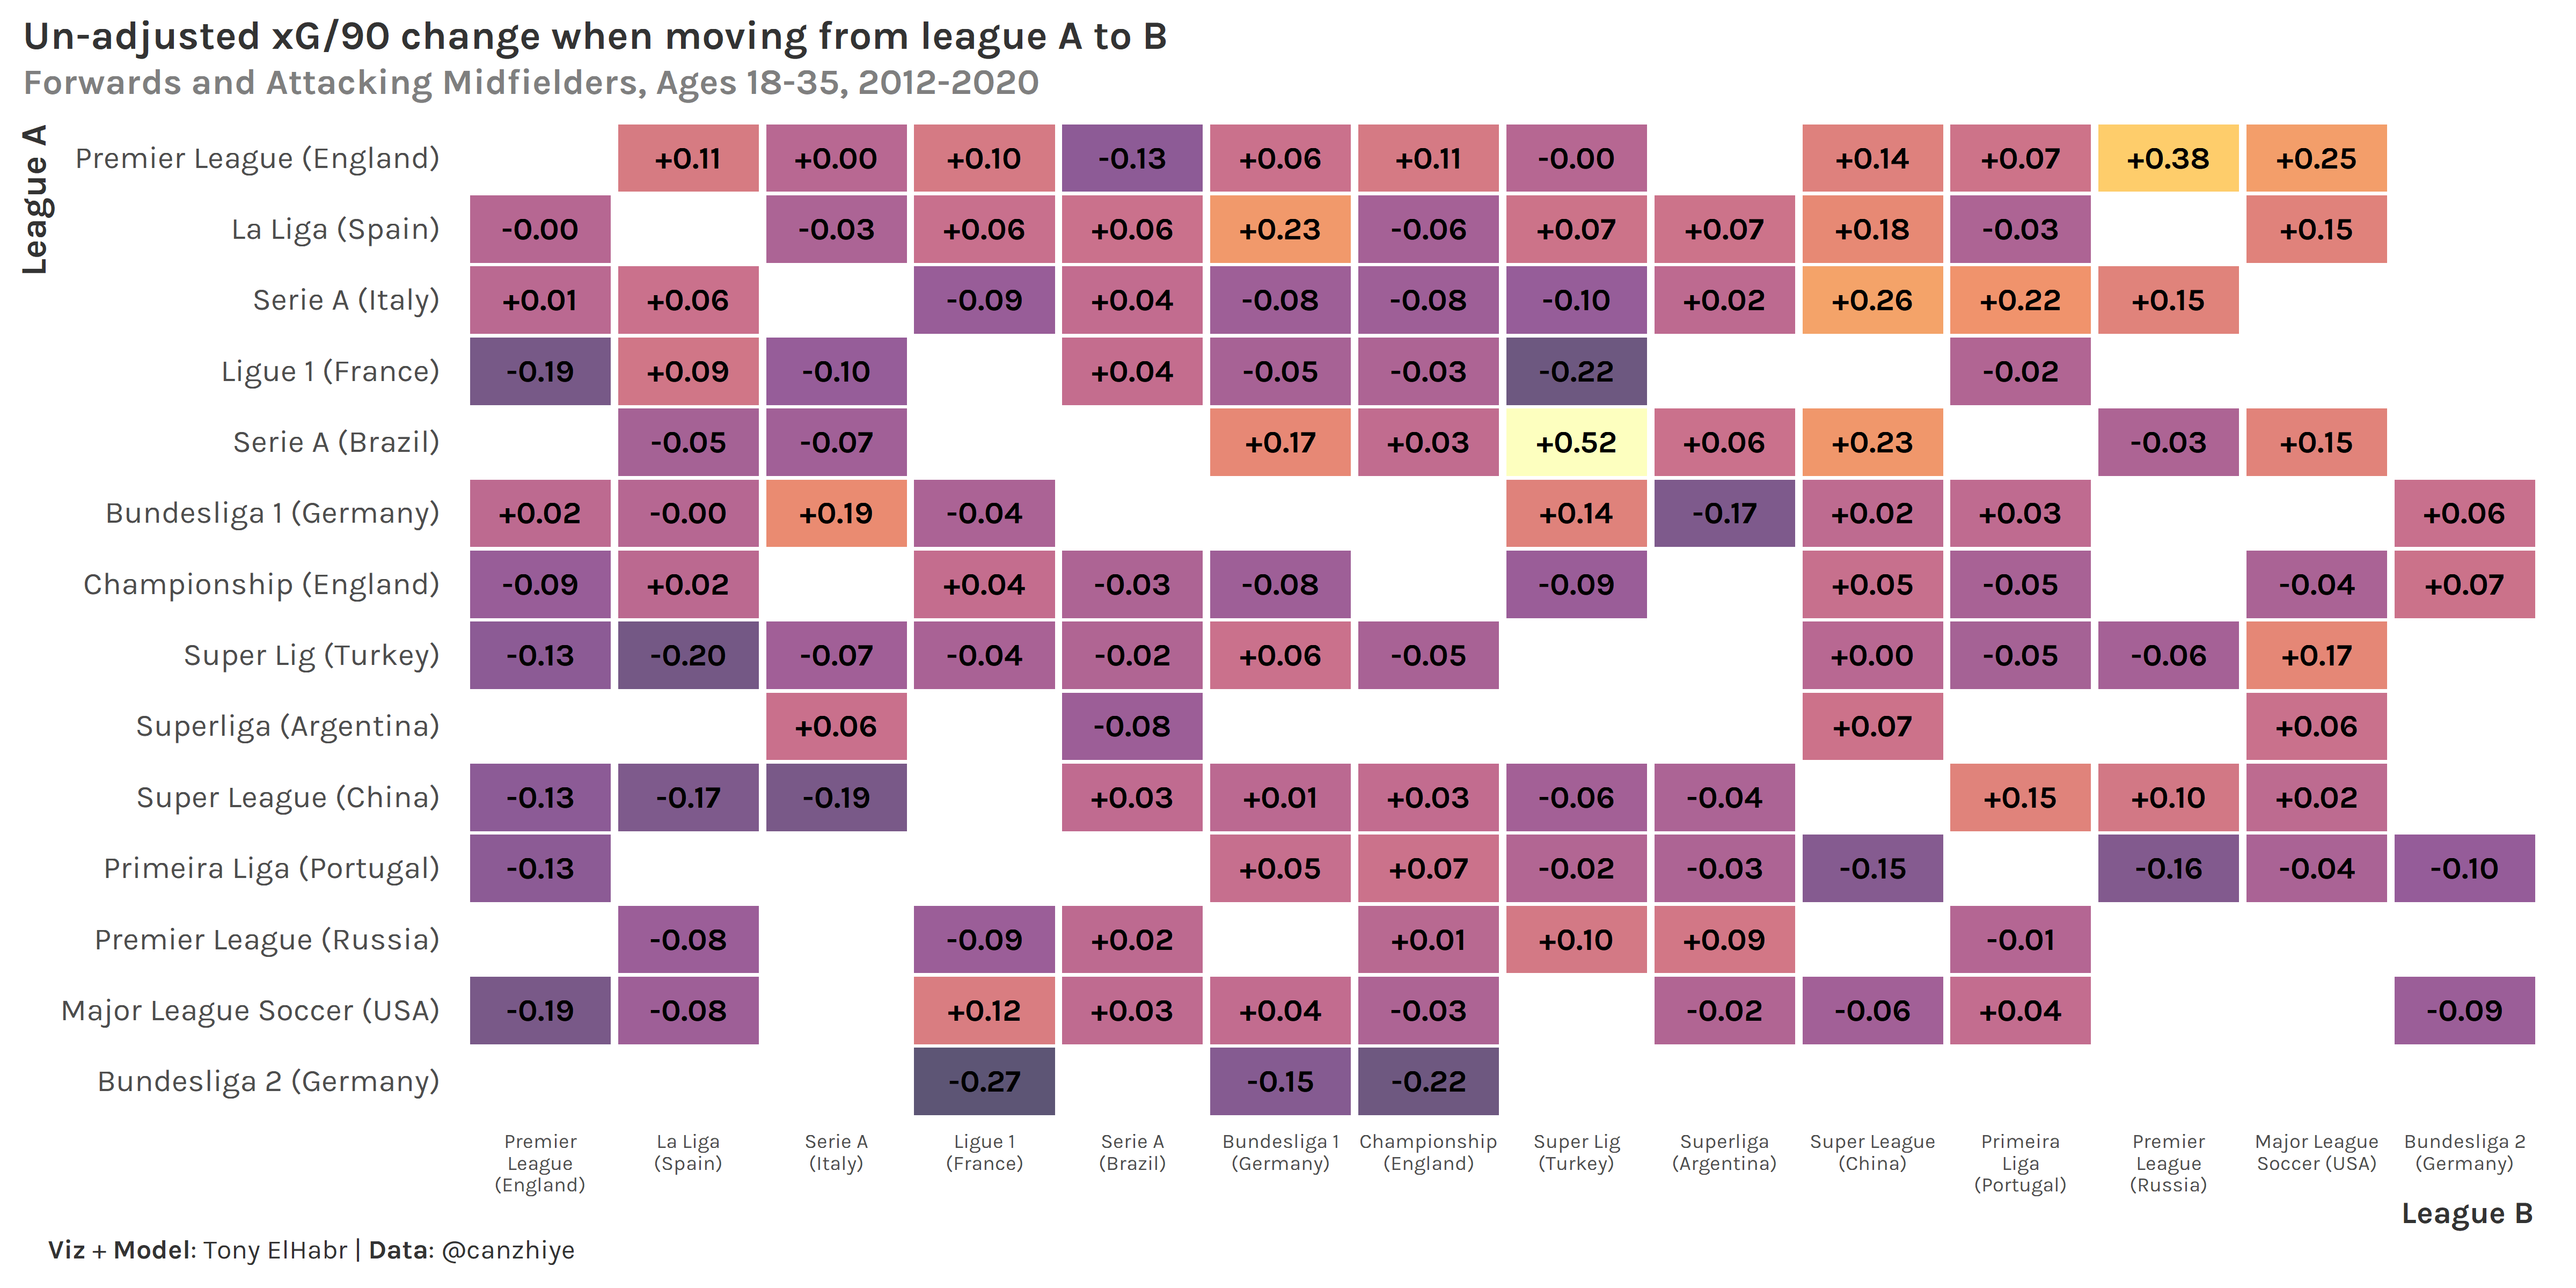 Un-adjusted xG/90 change when moving from league A to B
Forwards and Attacking Midfielders, Ages 18-35, 2012-2020
League A
Premier League (England) +0.11 +0.00 +0.10 -0.13 +0.06 +0.11 -0.00 +0.14 +0.07 +0.38 +0.25
La Liga (Spain) -0.00 -0.03 +0.06 +0.06 +0.23 -0.06 +0.07 +0.07 +0.18 -0.03 +0.15
Serie A (Italy) +0.01 +0.06 -0.09 +0.04 -0.08 -0.08 -0.10 +0.02 +0.26 +0.22 +0.15
Ligue 1 (France) -0.19 +0.09 -0.10 +0.04 -0.05 -0.03 -0.22 -0.02
Serie A (Brazil) -0.05 -0.07 +0.17 +0.03 +0.52 +0.06 +0.23 -0.03 +0.15
Bundesliga 1 (Germany) +0.02 -0.00 +0.19 -0.04 +0.14 -0.17 +0.02 +0.03 +0.06
Championship (England) -0.09 +0.02 +0.04 -0.03 -0.08 -0.09 +0.05 -0.05 -0.04 +0.07
Super Lig (Turkey) -0.13 -0.20 -0.07 -0.04 -0.02 +0.06 -0.05 +0.00 -0.05 -0.06 +0.17
Superliga (Argentina) +0.06 -0.08 +0.07 +0.06
Super League (China) -0.13 -0.17 -0.19 +0.03 +0.01 +0.03 -0.06 -0.04 +0.15 +0.10 +0.02
Primeira Liga (Portugal) -0.13 +0.05 +0.07 -0.02 -0.03 -0.15 -0.16 -0.04 -0.10
Premier League (Russia) -0.08 -0.09 +0.02 +0.01 +0.10 +0.09 -0.01
Major League Soccer (USA) -0.19 -0.08 +0.12 +0.03 +0.04 -0.03 -0.02 -0.06 +0.04 -0.09
Bundesliga 2 (Germany) -0.27 -0.15 -0.22
Premier La Liga Serie A Ligue 1 Serie A Bundesliga 1 Championship Super Lig Superliga Super League Primeira Premier Major League Bundesliga 2
League (Spain) (Italy) (France) (Brazil) (Germany) (England) (Turkey) (Argentina) (China) Liga League Soccer (USA) (Germany)
(England) (Portugal) (Russia)
League B
Viz + Model: Tony ElHabr | Data: @canzhiye